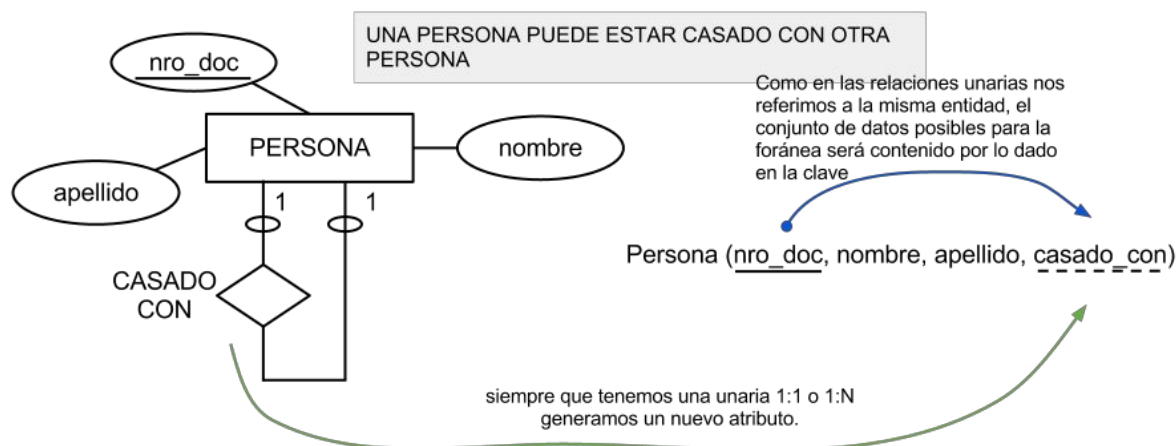 UNA PERSONA PUEDE ESTAR CASADO CON OTRA
PERSONA
nro_doc
PERSONA
nombre
apellido
1
1
CASADO
CON
Como en las relaciones unarias nos
referimos a la misma entidad, el
conjunto de datos posibles para la
foránea será contenido por lo dado
en la clave
Persona (nro_doc, nombre, apellido, casado_con)
siempre que tenemos una unaria 1:1 o 1:N
generamos un nuevo atributo.